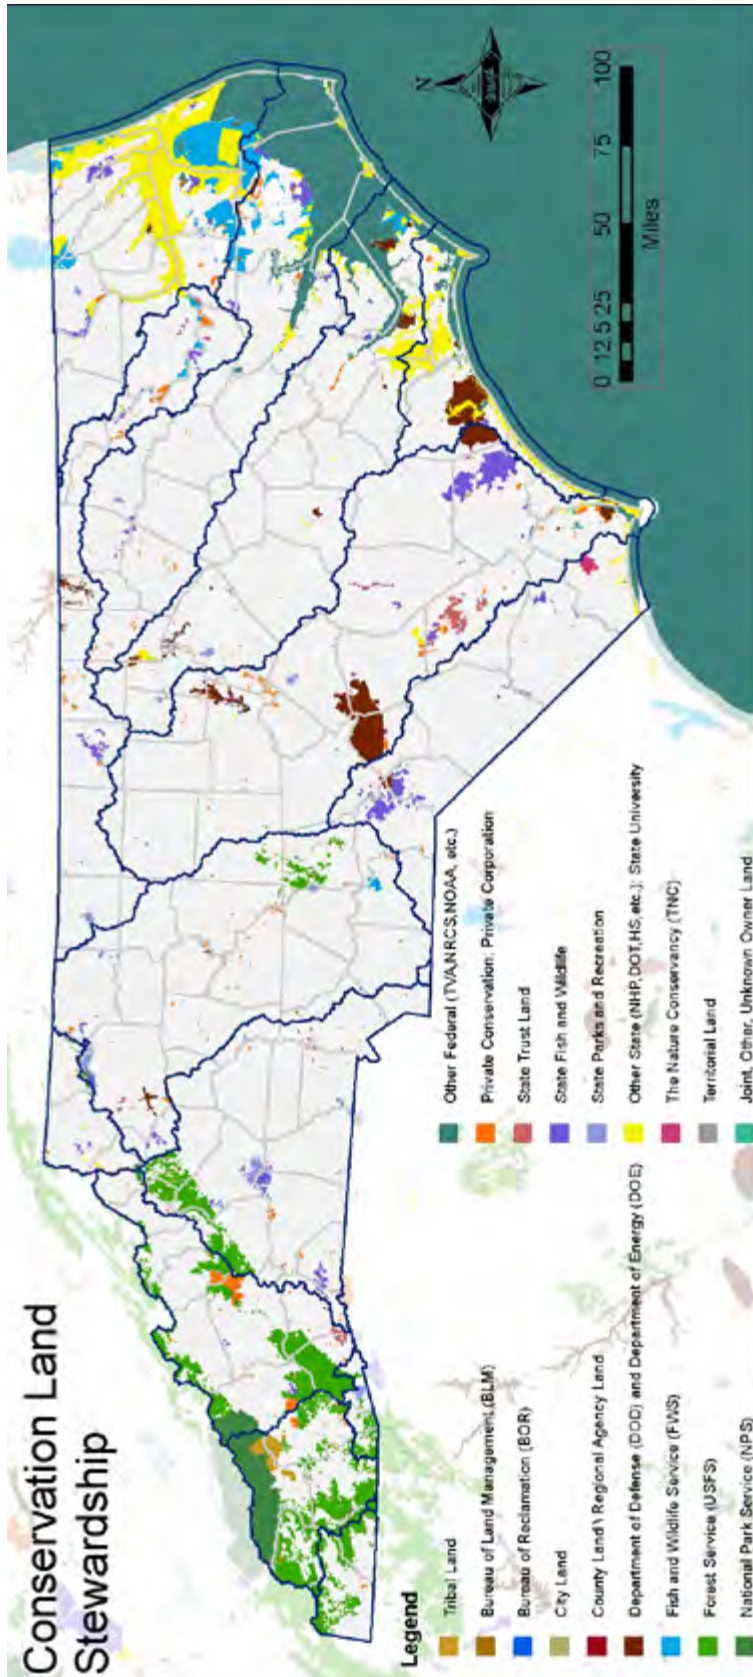 Conservation Land
Stewardship
N
0 12.5 25 50 75 100
Miles
Legend
Tribal Land
Bureau of Land Management (BLM)
Bureau of Reclamation (BOR)
City Land
County Land \ Regional Agency Land
Department of Defense (DOD) and Department of Energy (DOE)
Fish and Wildlife Service (FWS)
Forest Service (USFS)
National Park Service (NPS)
Other Federal (TVA,NRCS,NOAA, etc.)
Private Conservation; Private Corporation
State Trust Land
State Fish and Wildlife
State Parks and Recreation
Other State (NHP,DOT,HS,etc.); State University
The Nature Conservancy (TNC)
Territorial Land
Joint, Other, Unknown Owner Land